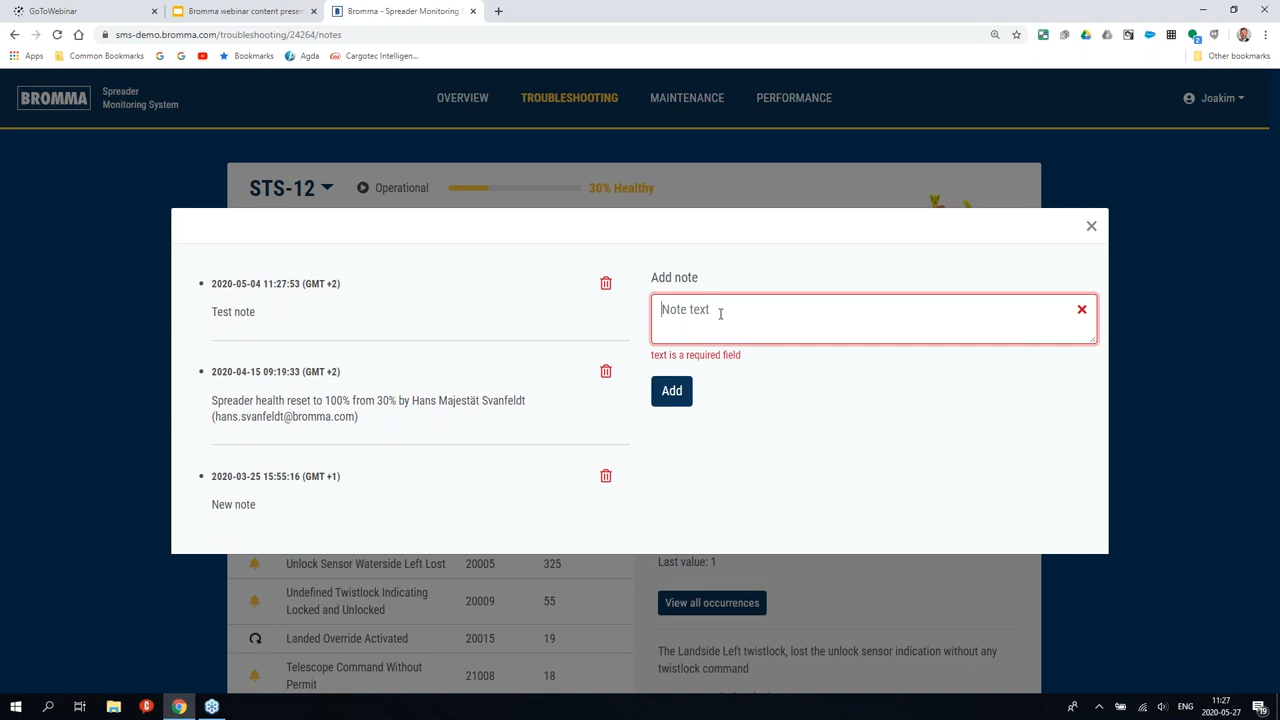 GoToWebinar
Bromma webinar content presen
Bromma - Spreader Monitoring
sms-demo.bromma.com/troubleshooting/24264/notes
Apps
Common Bookmarks
Bookmarks
Agda
Cargotec Intelligen...
Other bookmarks
BROMMA
Spreader
Monitoring System
OVERVIEW
TROUBLESHOOTING
MAINTENANCE
PERFORMANCE
Joakim
STS-12
Operational
30% Healthy
2020-05-04 11:27:53 (GMT +2)
Test note
2020-04-15 09:19:33 (GMT +2)
Spreader health reset to 100% from 30% by Hans Majestät Svanfeldt
(hans.svanfeldt@bromma.com)
2020-03-25 15:55:16 (GMT +1)
New note
Add note
Note text
text is a required field
Add
Unlock Sensor Waterside Left Lost 20005 325
Undefined Twistlock Indicating
Locked and Unlocked
20009 55
Landed Override Activated 20015 19
Telescope Command Without
Permit
21008 18
Last value: 1
View all occurrences
The Landside Left twistlock, lost the unlock sensor indication without any
twistlock command
ENG
11:27
2020-05-27
19